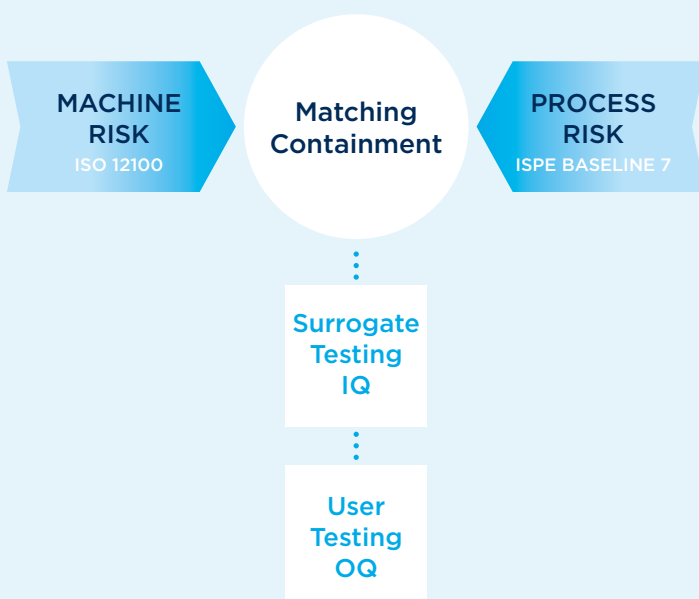 MACHINE
RISK
ISO 12100
Matching
Containment
PROCESS
RISK
ISPE BASELINE 7
Surrogate
Testing
IQ
User
Testing
OQ